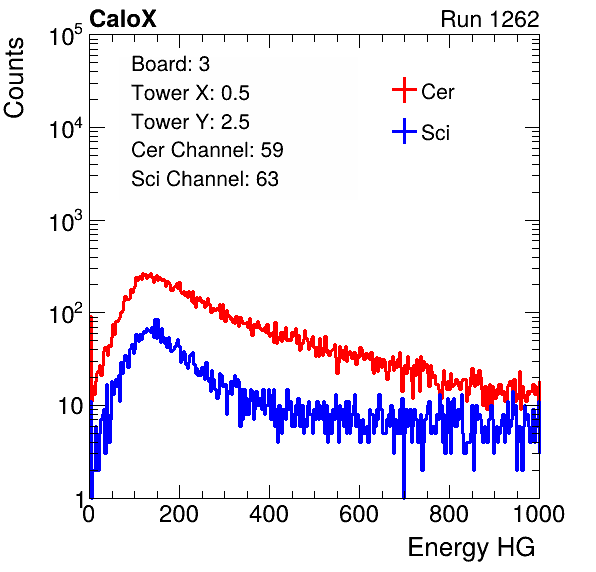 CaloX
Run 1262
Counts
Board: 3
Tower X: 0.5
Tower Y: 2.5
Cer Channel: 59
Sci Channel: 63
Cer
Sci
10^5
10^4
10^3
10^2
10
1
0 200 400 600 800 1000
Energy HG